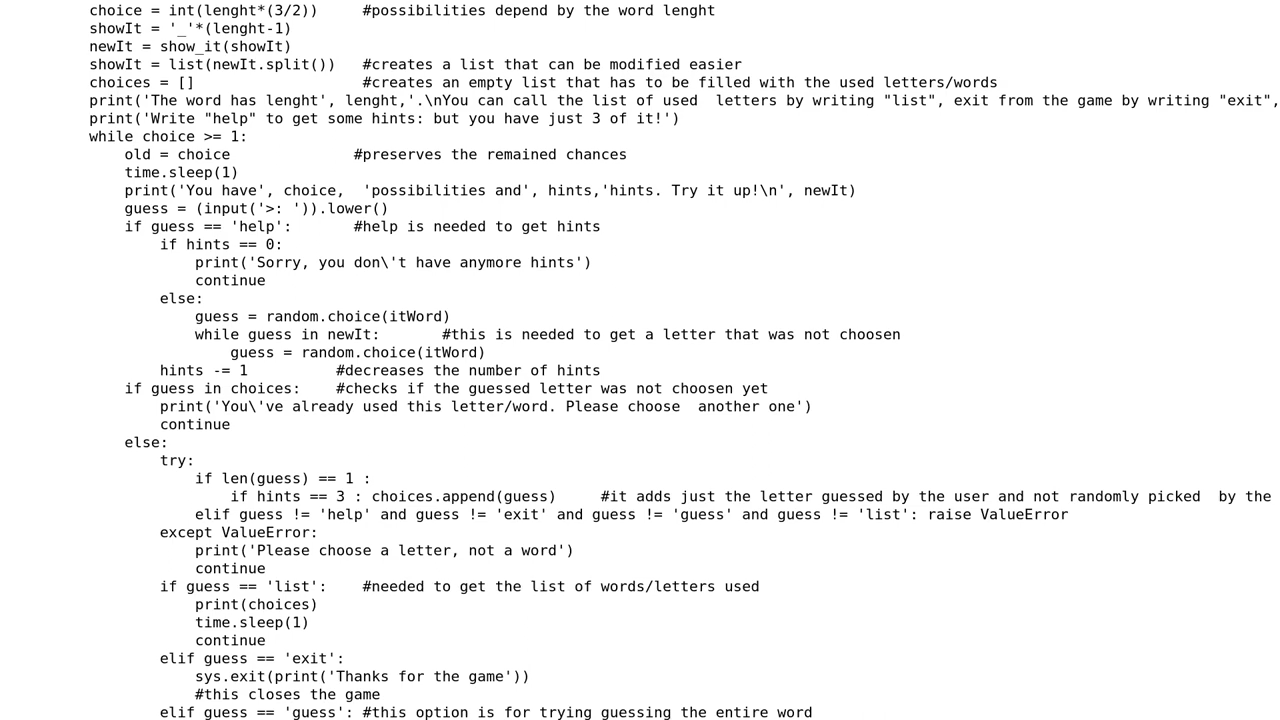 choice = int(lenght*(3/2))     #possibilities depend by the word lenght
showIt = '_'*(lenght-1)
newIt = show_it(showIt)
showIt = list(newIt.split())   #creates a list that can be modified easier
choices = []                   #creates an empty list that has to be filled with the used letters/words
print('The word has lenght', lenght,'.\nYou can call the list of used  letters by writing "list", exit from the game by writing "exit",
print('Write "help" to get some hints: but you have just 3 of it!')
while choice >= 1:
    old = choice              #preserves the remained chances
    time.sleep(1)
    print('You have', choice,  'possibilities and', hints,'hints. Try it up!\n', newIt)
    guess = (input('>: ')).lower()
    if guess == 'help':       #help is needed to get hints
        if hints == 0:
            print('Sorry, you don\'t have anymore hints')
            continue
        else:
            guess = random.choice(itWord)
            while guess in newIt:       #this is needed to get a letter that was not choosen
                guess = random.choice(itWord)
        hints -= 1          #decreases the number of hints
    if guess in choices:    #checks if the guessed letter was not choosen yet
        print('You\'ve already used this letter/word. Please choose  another one')
        continue
    else:
        try:
            if len(guess) == 1 :
                if hints == 3 : choices.append(guess)     #it adds just the letter guessed by the user and not randomly picked  by the
            elif guess != 'help' and guess != 'exit' and guess != 'guess' and guess != 'list': raise ValueError
        except ValueError:
            print('Please choose a letter, not a word')
            continue
        if guess == 'list':    #needed to get the list of words/letters used
            print(choices)
            time.sleep(1)
            continue
        elif guess == 'exit':
            sys.exit(print('Thanks for the game'))
            #this closes the game
        elif guess == 'guess': #this option is for trying guessing the entire word